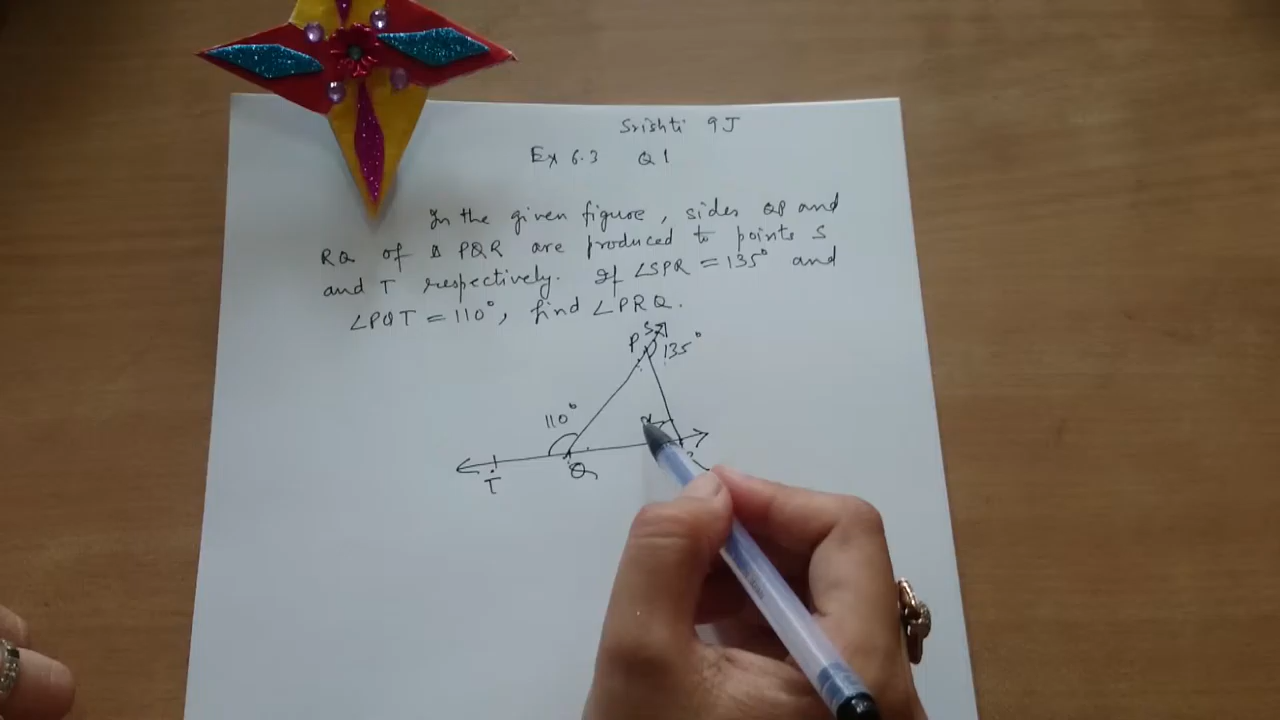 Srishti 9J
Ex 6.3 Q1
In the given figure, sides QP and
RQ of Δ PQR are produced to points S
and T respectively. If ∠SPR = 135° and
∠PQT = 110°, find ∠PRQ.
S
P 135°
110°
Q
T